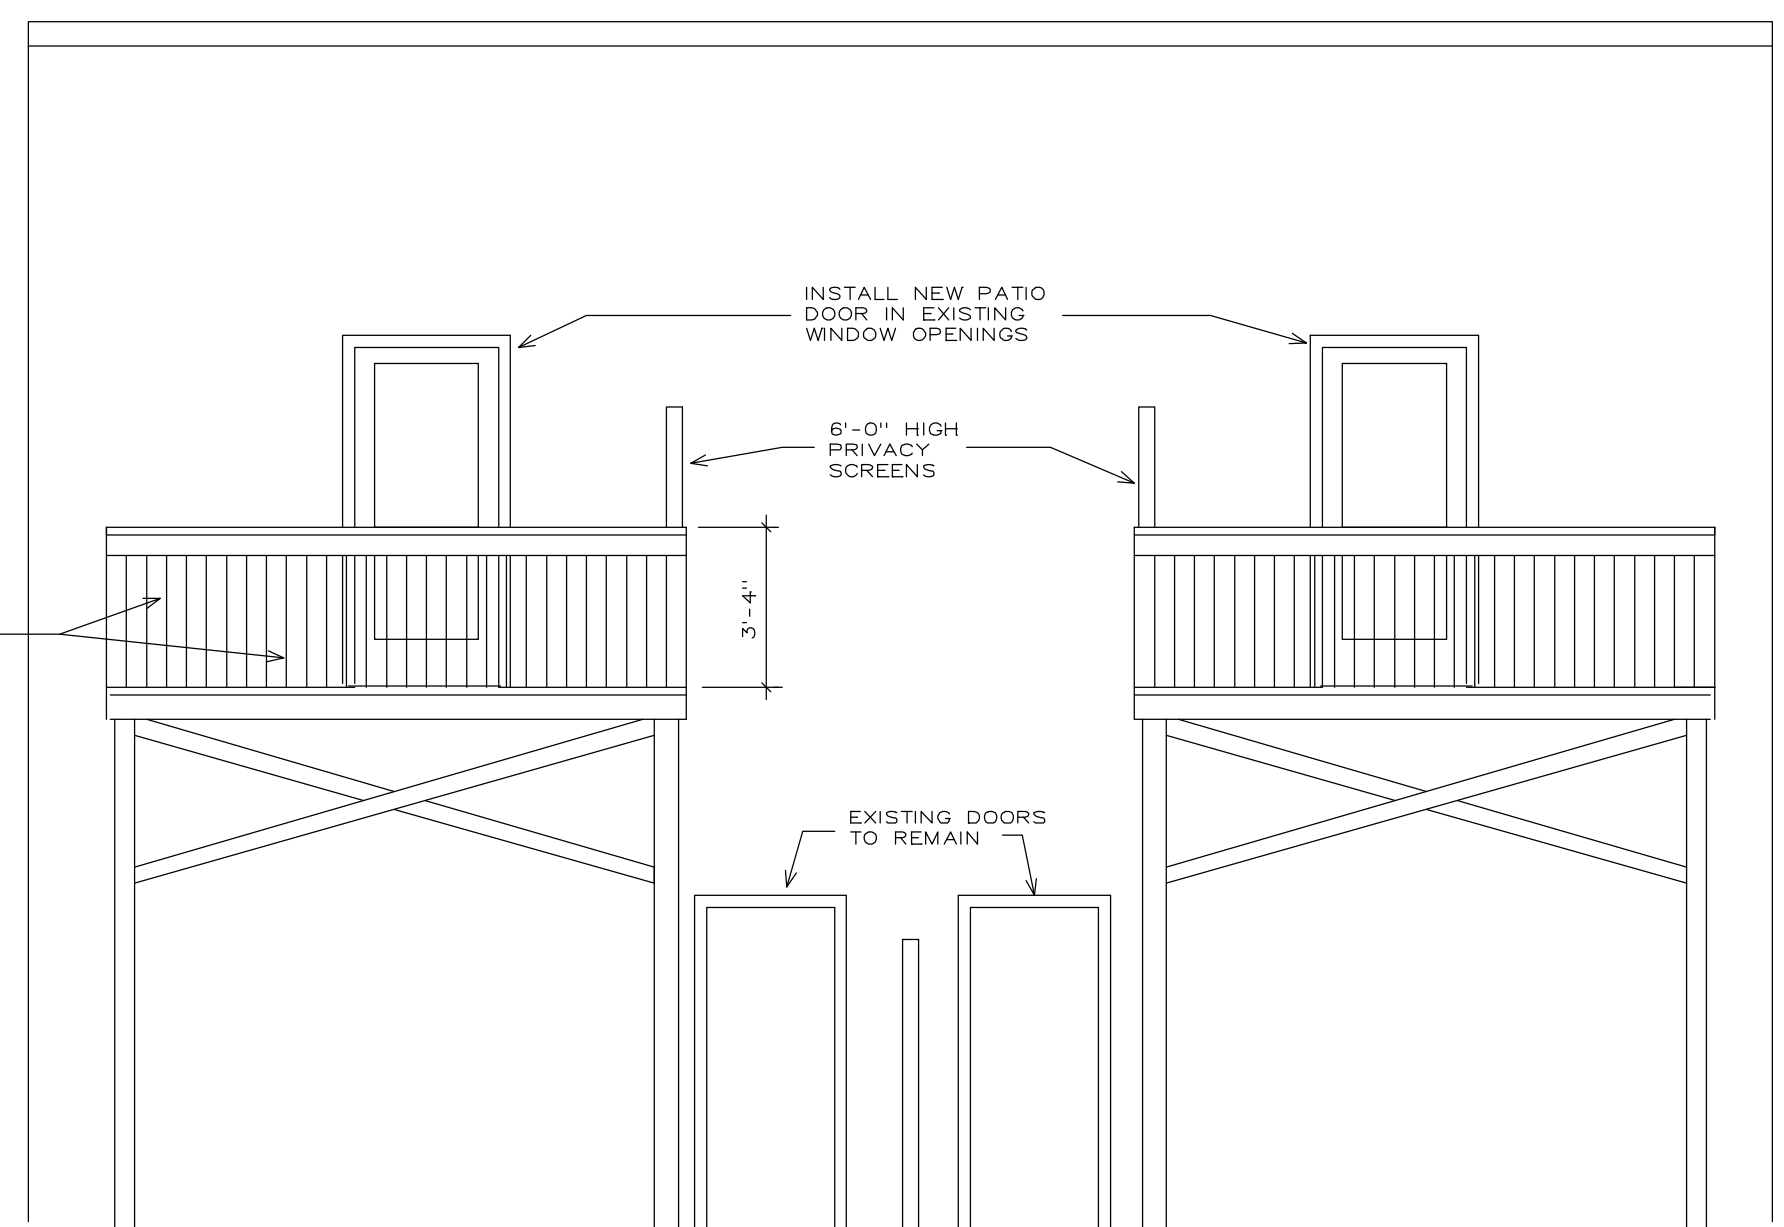 INSTALL NEW PATIO
DOOR IN EXISTING
WINDOW OPENINGS
6'-0" HIGH
PRIVACY
SCREENS
3'-4"
EXISTING DOORS
TO REMAIN